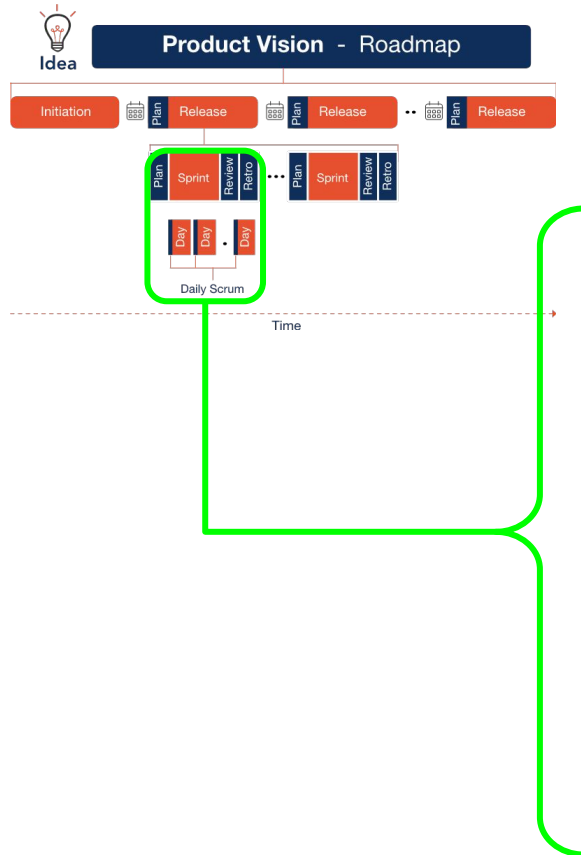 Idea
Product Vision - Roadmap
Initiation
Plan
Release
Plan
Release
Plan
Release
Plan
Sprint
Review
Retro
Plan
Sprint
Review
Retro
Day
Day
Day
Daily Scrum
Time